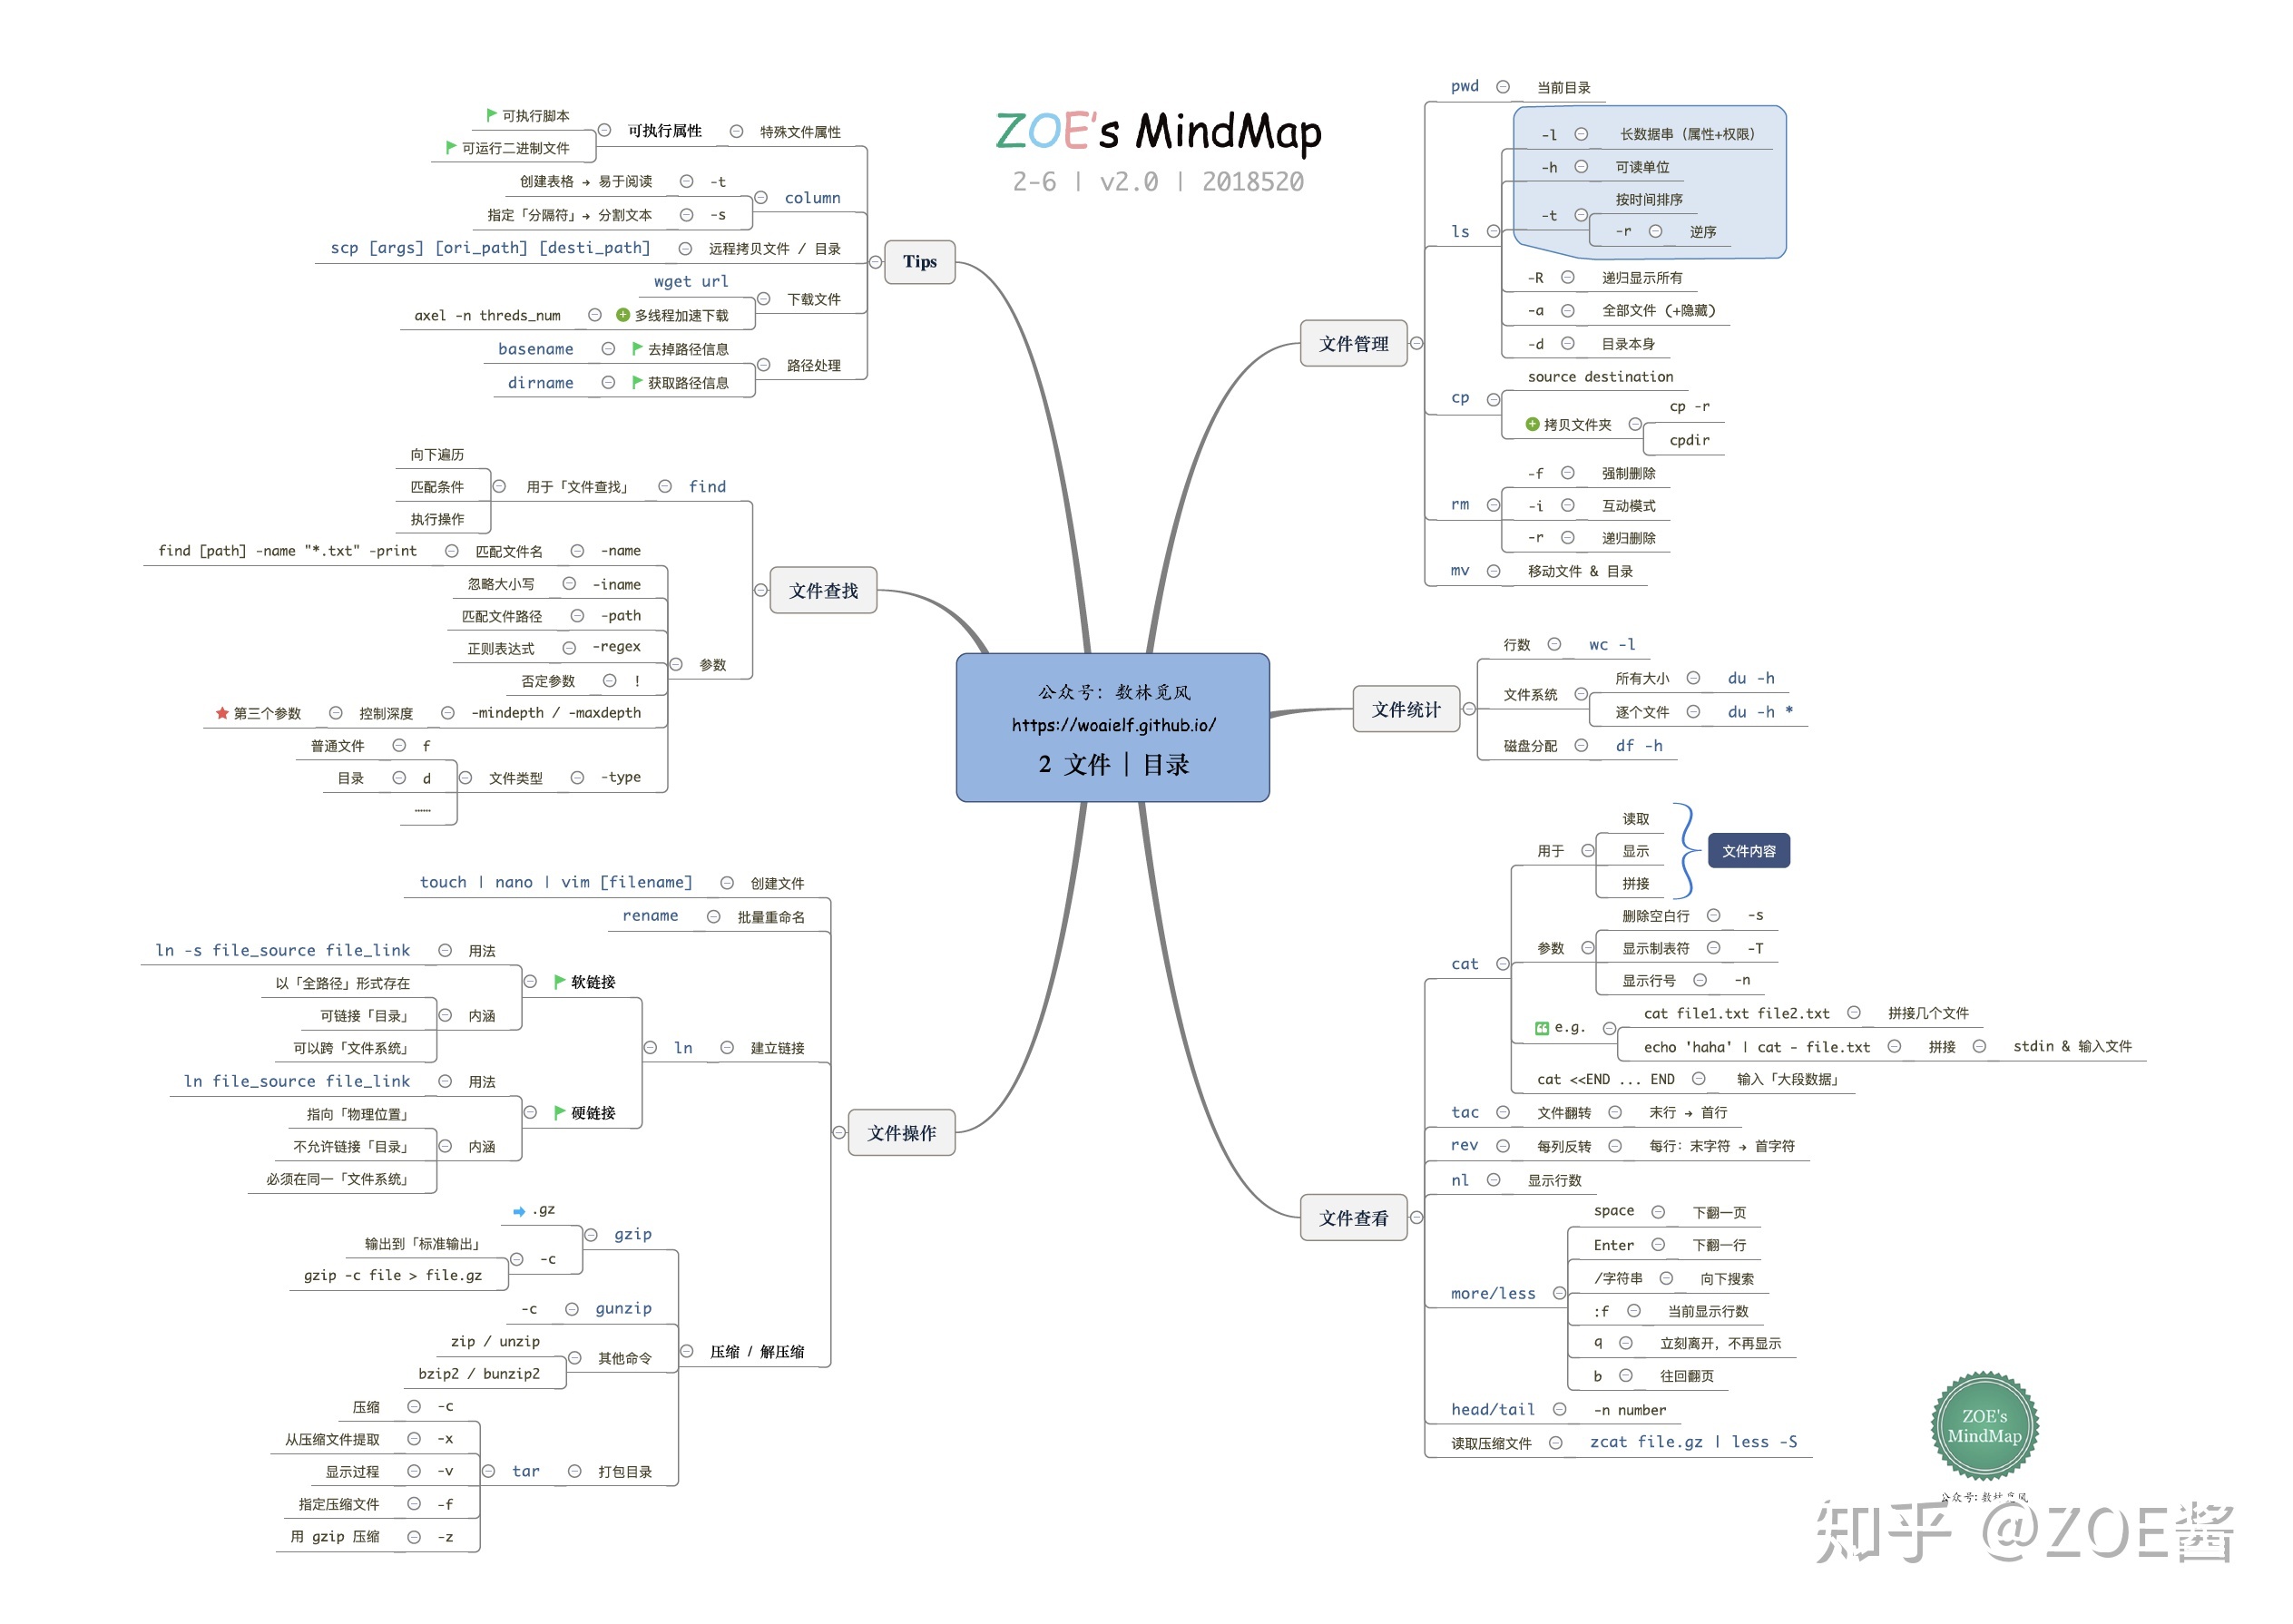 ZOE's MindMap
2-6 | v2.0 | 2018520
公众号：数林觅风
https://woaielf.github.io/
2 文件 | 目录
Tips
特殊文件属性
可执行属性
可执行脚本
可运行二进制文件
column
-t
创建表格 → 易于阅读
-s
指定「分隔符」→ 分割文本
远程拷贝文件 / 目录
scp [args] [ori_path] [desti_path]
下载文件
wget url
多线程加速下载
axel -n threds_num
路径处理
去掉路径信息
basename
获取路径信息
dirname
文件查找
find
用于「文件查找」
向下遍历
匹配条件
执行操作
参数
-name
匹配文件名
find [path] -name "*.txt" -print
-iname
忽略大小写
-path
匹配文件路径
-regex
正则表达式
!
否定参数
-mindepth / -maxdepth
控制深度
第三个参数
-type
文件类型
f
普通文件
d
目录
……
文件操作
创建文件
touch | nano | vim [filename]
批量重命名
rename
建立链接
ln
软链接
用法
ln -s file_source file_link
内涵
以「全路径」形式存在
可链接「目录」
可以跨「文件系统」
硬链接
用法
ln file_source file_link
内涵
指向「物理位置」
不允许链接「目录」
必须在同一「文件系统」
压缩 / 解压缩
gzip
.gz
-c
输出到「标准输出」
gzip -c file > file.gz
gunzip
-c
其他命令
zip / unzip
bzip2 / bunzip2
打包目录
tar
-c
压缩
-x
从压缩文件提取
-v
显示过程
-f
指定压缩文件
-z
用 gzip 压缩
文件管理
pwd
当前目录
ls
-l
长数据串（属性+权限）
-h
可读单位
-t
按时间排序
-r
逆序
-R
递归显示所有
-a
全部文件（+隐藏）
-d
目录本身
cp
source destination
拷贝文件夹
cp -r
cpdir
rm
-f
强制删除
-i
互动模式
-r
递归删除
mv
移动文件 & 目录
文件统计
行数
wc -l
文件系统
所有大小
du -h
逐个文件
du -h *
磁盘分配
df -h
文件查看
cat
用于
读取
显示
拼接
文件内容
参数
删除空白行
-s
显示制表符
-T
显示行号
-n
e.g.
cat file1.txt file2.txt
拼接几个文件
echo 'haha' | cat - file.txt
拼接
stdin & 输入文件
cat <<END ... END
输入「大段数据」
tac
文件翻转
末行 → 首行
rev
每列反转
每行：末字符 → 首字符
nl
显示行数
more/less
space
下翻一页
Enter
下翻一行
/字符串
向下搜索
:f
当前显示行数
q
立刻离开，不再显示
b
往回翻页
head/tail
-n number
读取压缩文件
zcat file.gz | less -S
ZOE's
MindMap
公众号：数林觅风
知乎 @ZOE酱